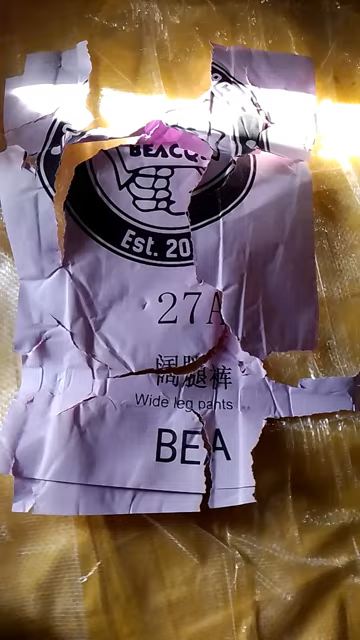 BEACO
Est. 20
27A
阔腿裤
Wide leg pants
BEA